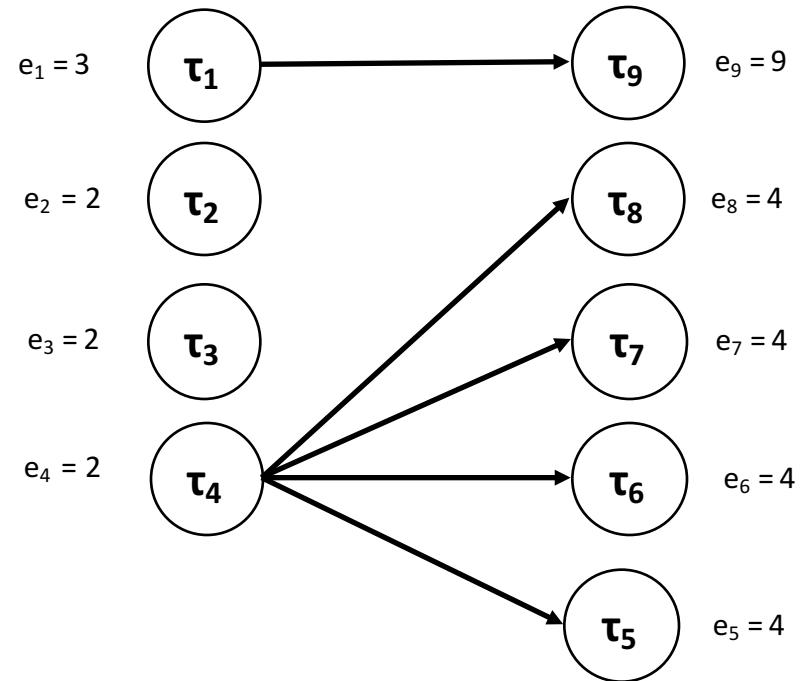 e₁ = 3 τ₁ τ₉ e₉ = 9
e₂ = 2 τ₂ τ₈ e₈ = 4
e₃ = 2 τ₃ τ₇ e₇ = 4
e₄ = 2 τ₄ τ₆ e₆ = 4
τ₅ e₅ = 4